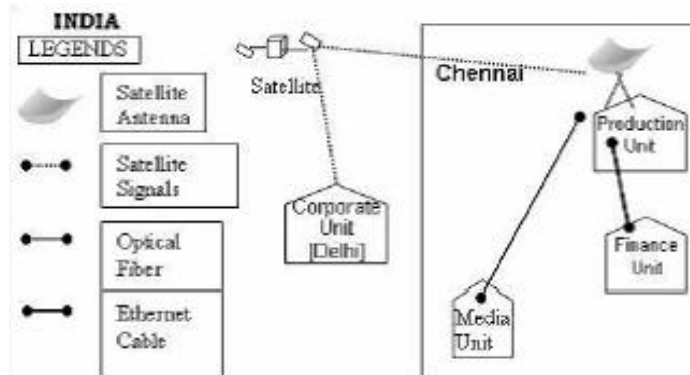 INDIA
LEGENDS
Satellite
Antenna
Satellite
Signals
Optical
Fiber
Ethernet
Cable
Satellite
Corporate
Unit
[Delhi]
Chennai
Production
Unit
Finance
Unit
Media
Unit